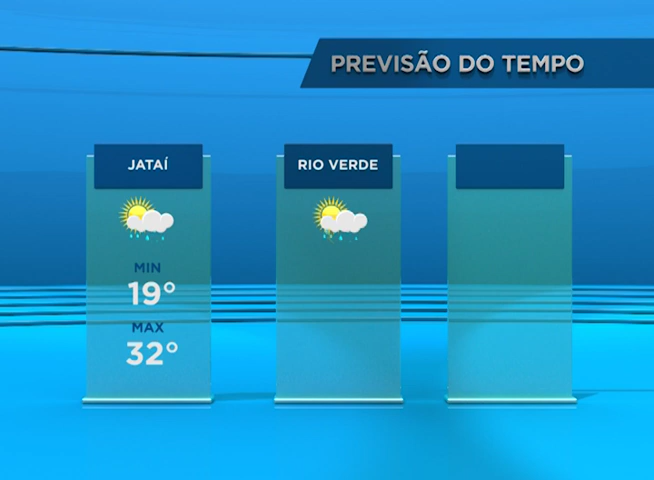 PREVISÃO DO TEMPO
JATAÍ
MIN
19°
MAX
32°
RIO VERDE